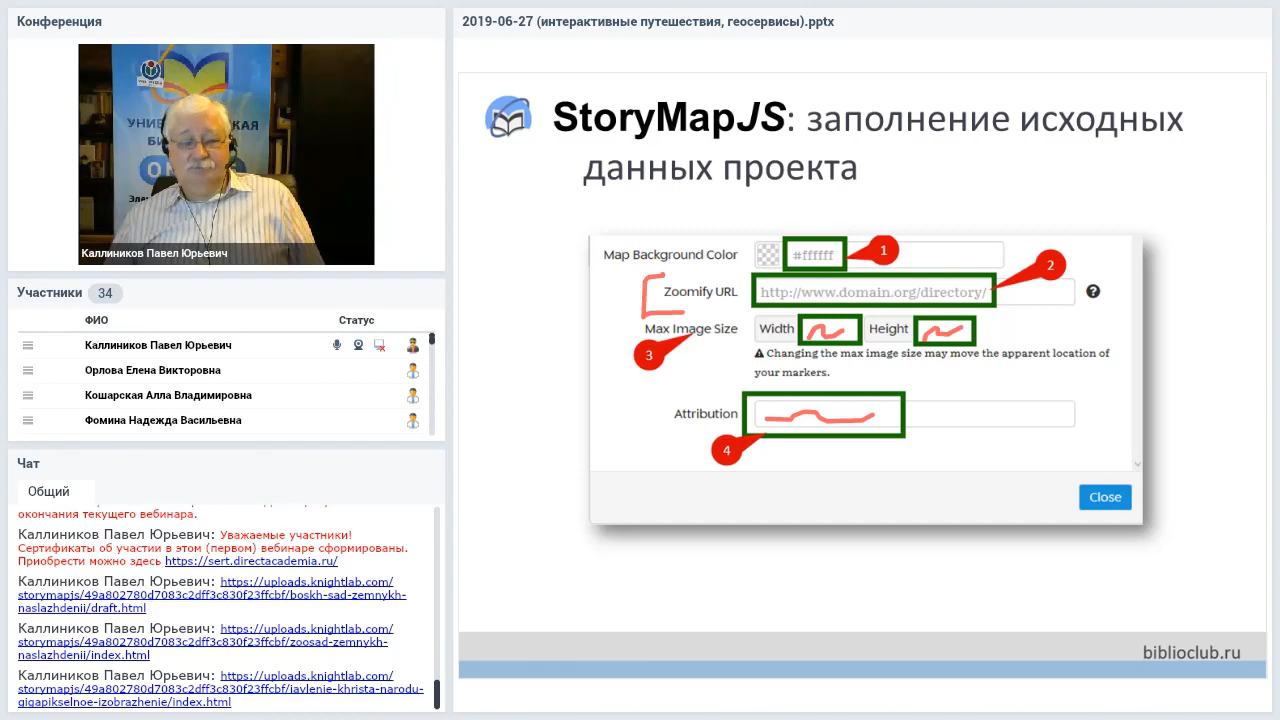 Конференция
УНИ
СКАЯ
БИ
Эле
Каллиников Павел Юрьевич
Участники 34
ФИО Статус
Каллиников Павел Юрьевич
Орлова Елена Викторовна
Кошарская Алла Владимировна
Фомина Надежда Васильевна
Чат
Общий
окончания текущего вебинара.
Каллиников Павел Юрьевич: Уважаемые участники!
Сертификаты об участии в этом (первом) вебинаре сформированы.
Приобрести можно здесь https://sert.directacademia.ru/
Каллиников Павел Юрьевич: https://uploads.knightlab.com/
storymapjs/49a802780d7083c2dff3c830f23ffcbf/boskh-sad-zemnykh-
naslazhdenii/draft.html
Каллиников Павел Юрьевич: https://uploads.knightlab.com/
storymapjs/49a802780d7083c2dff3c830f23ffcbf/zoosad-zemnykh-
naslazhdenii/index.html
Каллиников Павел Юрьевич: https://uploads.knightlab.com/
storymapjs/49a802780d7083c2dff3c830f23ffcbf/iavlenie-khrista-narodu-
gigapikselnoe-izobrazhenie/index.html
2019-06-27 (интерактивные путешествия, геосервисы).pptx
StoryMapJS: заполнение исходных
данных проекта
Map Background Color #ffffff 1
Zoomify URL http://www.domain.org/directory/ 2
Max Image Size Width Height
3
Changing the max image size may move the apparent location of
your markers.
Attribution
4
Close
biblioclub.ru